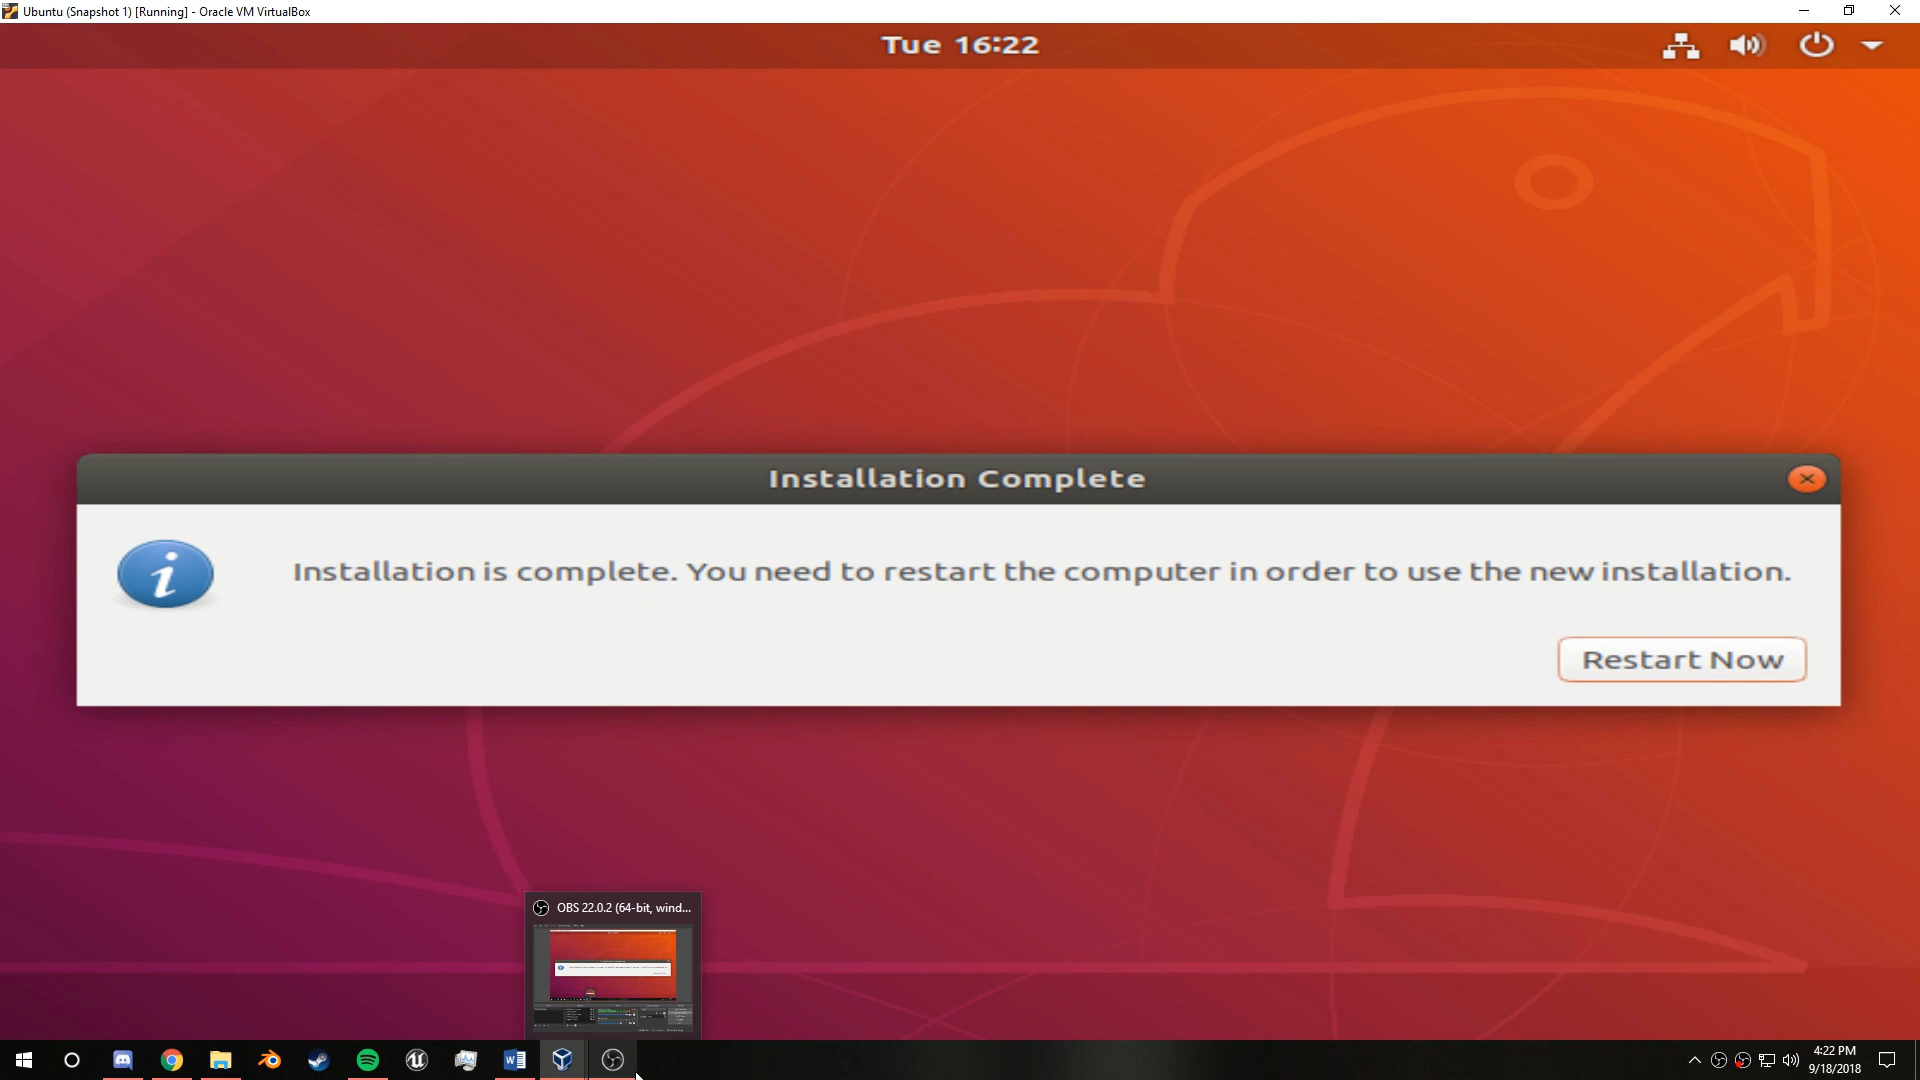 Ubuntu (Snapshot 1) [Running] - Oracle VM VirtualBox
Tue 16:22
Installation Complete
Installation is complete. You need to restart the computer in order to use the new installation.
Restart Now
OBS 22.0.2 (64-bit, wind...
4:22 PM
9/18/2018